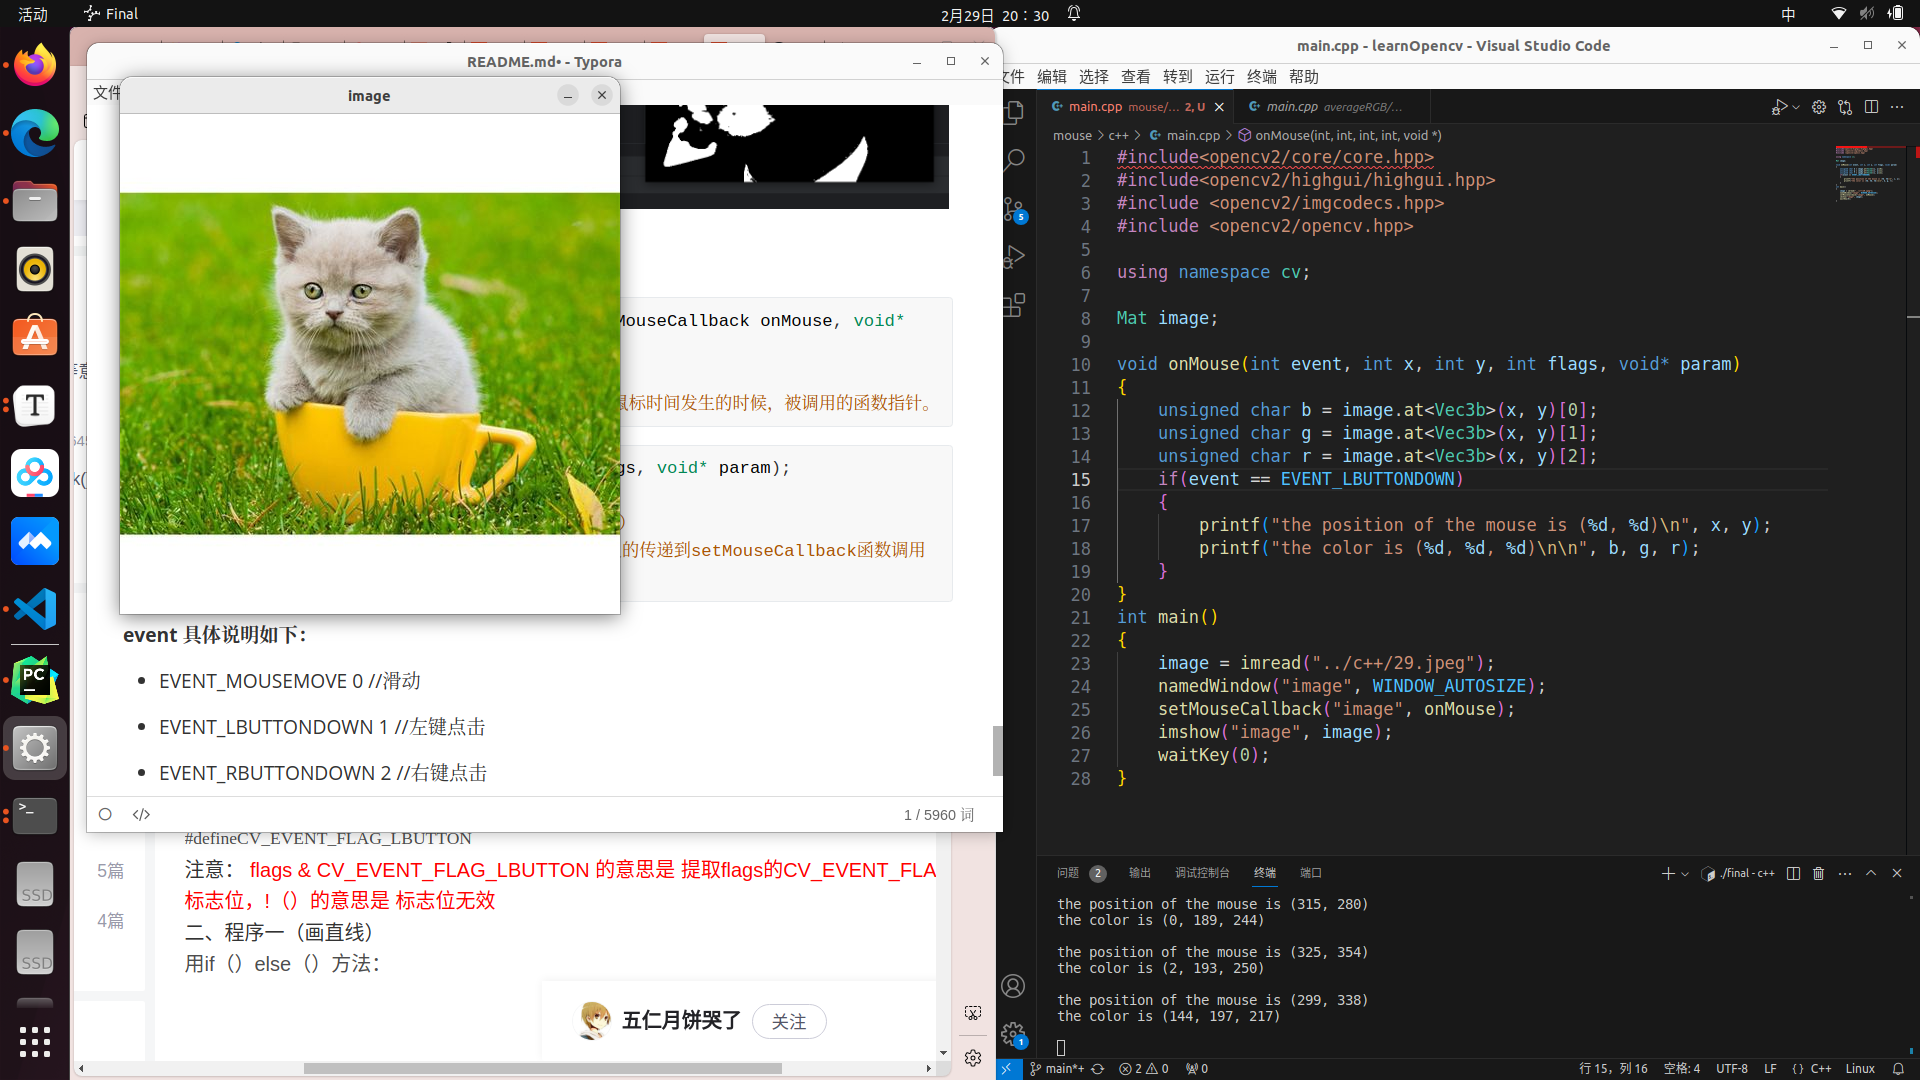 活动
Final
2月29日 20：30
中
README.md• - Typora
文件
image
MouseCallback onMouse, void*
鼠标时间发生的时候，被调用的函数指针。
gs, void* param);
的传递到setMouseCallback函数调用
event 具体说明如下：
EVENT_MOUSEMOVE 0 //滑动
EVENT_LBUTTONDOWN 1 //左键点击
EVENT_RBUTTONDOWN 2 //右键点击
1 / 5960 词
k(
5篇
4篇
#defineCV_EVENT_FLAG_LBUTTON
注意： flags & CV_EVENT_FLAG_LBUTTON 的意思是 提取flags的CV_EVENT_FLA
标志位，！（）的意思是 标志位无效
二、程序一（画直线）
用if（）else（）方法：
五仁月饼哭了
关注
T
PC
SSD
SSD
main.cpp - learnOpencv - Visual Studio Code
文件 编辑 选择 查看 转到 运行 终端 帮助
main.cpp mouse/... 2, U
main.cpp averageRGB/...
mouse > c++ > main.cpp > onMouse(int, int, int, int, void *)
1 #include<opencv2/core/core.hpp>
2 #include<opencv2/highgui/highgui.hpp>
3 #include <opencv2/imgcodecs.hpp>
4 #include <opencv2/opencv.hpp>
5
6 using namespace cv;
7
8 Mat image;
9
10 void onMouse(int event, int x, int y, int flags, void* param)
11 {
12 unsigned char b = image.at<Vec3b>(x, y)[0];
13 unsigned char g = image.at<Vec3b>(x, y)[1];
14 unsigned char r = image.at<Vec3b>(x, y)[2];
15 if(event == EVENT_LBUTTONDOWN)
16 {
17 printf("the position of the mouse is (%d, %d)\n", x, y);
18 printf("the color is (%d, %d, %d)\n\n", b, g, r);
19 }
20 }
21 int main()
22 {
23 image = imread("../c++/29.jpeg");
24 namedWindow("image", WINDOW_AUTOSIZE);
25 setMouseCallback("image", onMouse);
26 imshow("image", image);
27 waitKey(0);
28 }
5
1
问题 2 输出 调试控制台 终端 端口
./final - c++
the position of the mouse is (315, 280)
the color is (0, 189, 244)
the position of the mouse is (325, 354)
the color is (2, 193, 250)
the position of the mouse is (299, 338)
the color is (144, 197, 217)
main*+ 2 0 0
行 15，列 16 空格: 4 UTF-8 LF { } C++ Linux